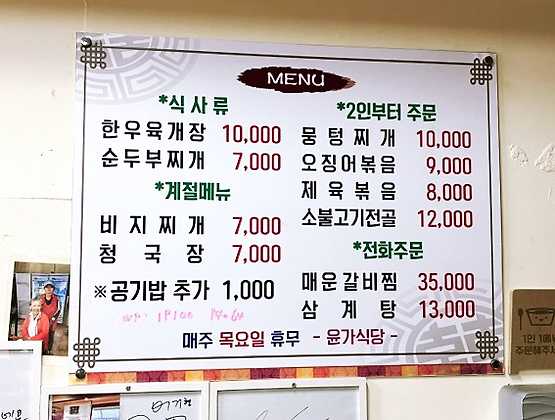 MENU
*식사류
한우육개장 10,000
순두부찌개 7,000
*계절메뉴
비지찌개 7,000
청국장 7,000
※공기밥 추가 1,000
*2인부터 주문
뭉텅찌개 10,000
오징어볶음 9,000
제육볶음 8,000
소불고기전골 12,000
*전화주문
매운갈비찜 35,000
삼계탕 13,000
매주 목요일 휴무 - 윤가식당 -
1인 1메뉴